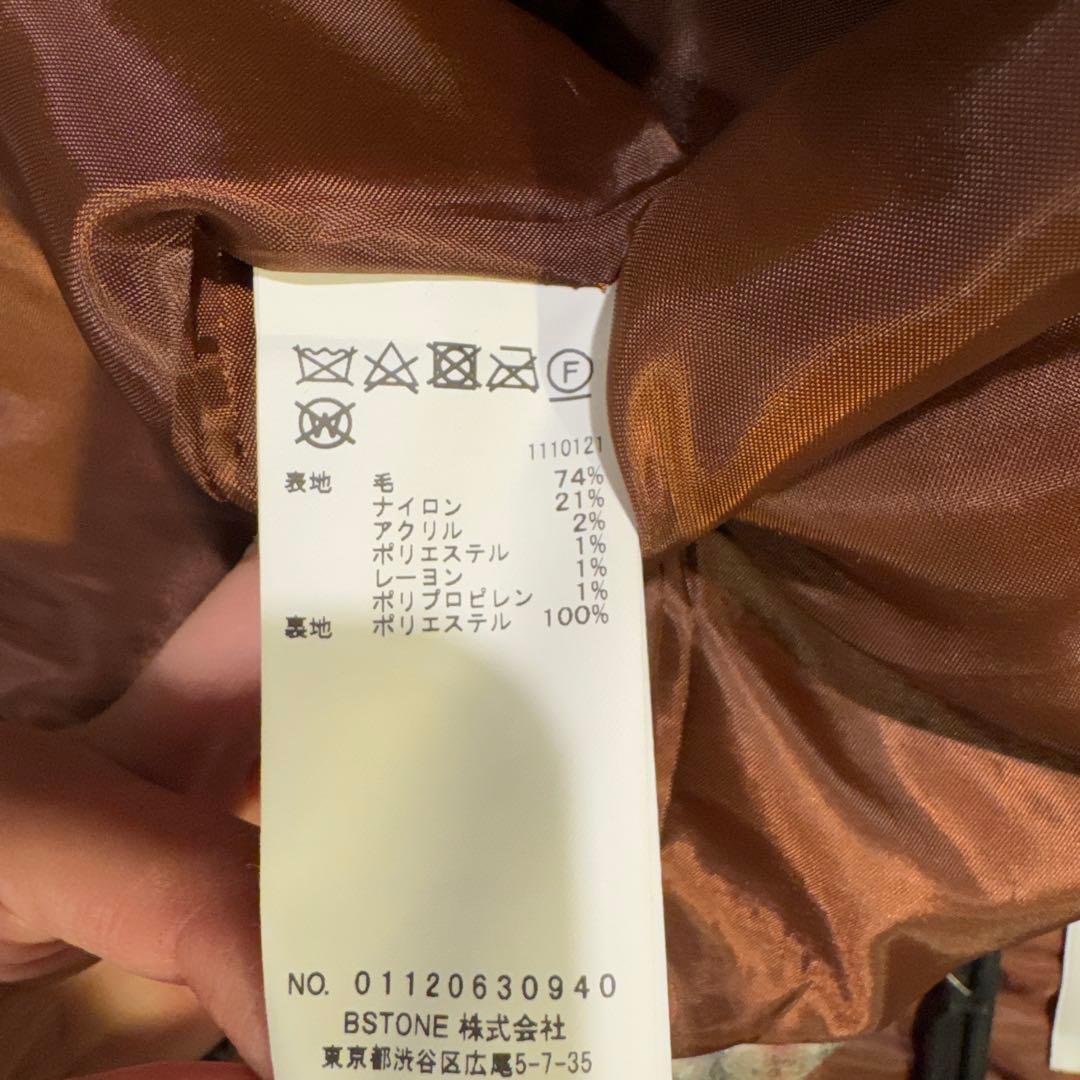 F
W
1110121
表地 毛 74%
ナイロン 21%
アクリル 2%
ポリエステル 1%
レーヨン 1%
ポリプロピレン 1%
裏地 ポリエステル 100%
NO. 01120630940
BSTONE 株式会社
東京都渋谷区広尾5-7-35